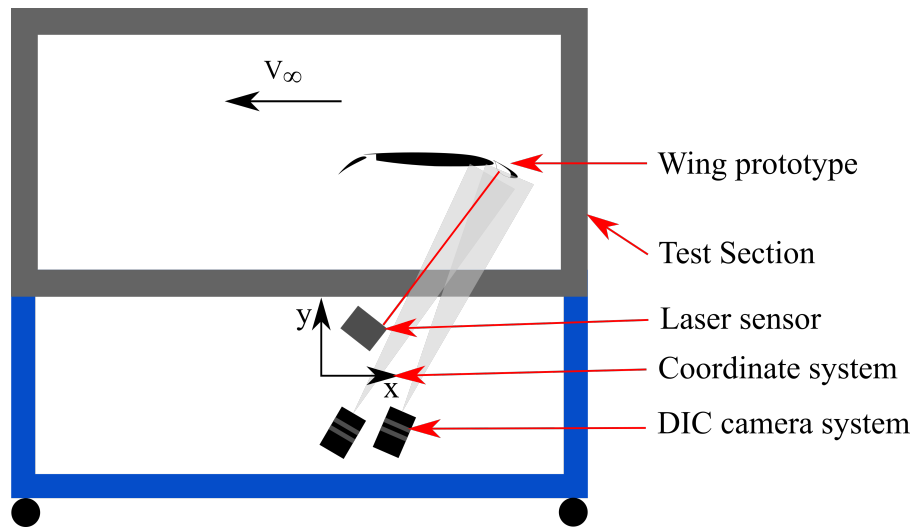 V∞
Wing prototype
Test Section
y
Laser sensor
Coordinate system
x
DIC camera system